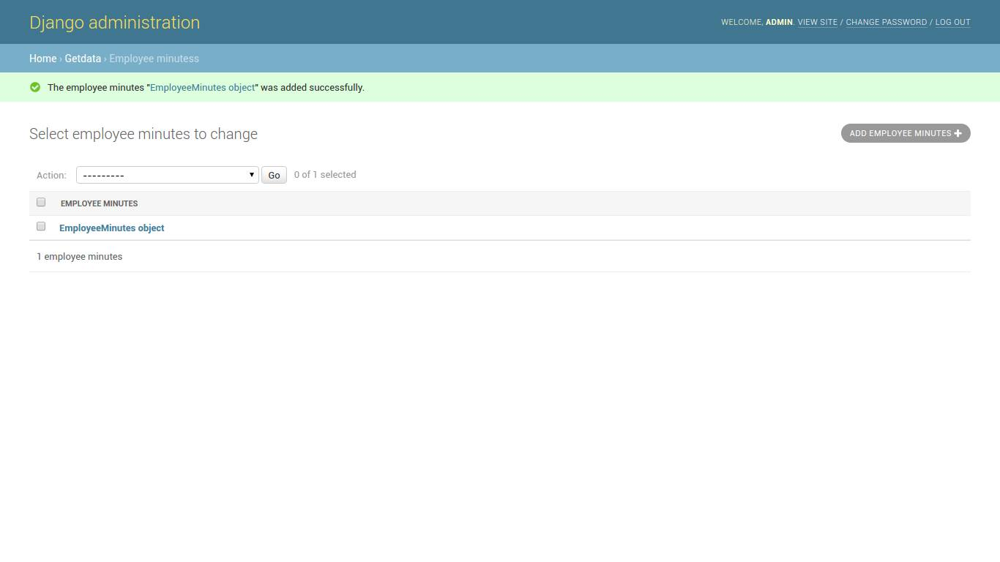 Django administration
WELCOME, ADMIN. VIEW SITE / CHANGE PASSWORD / LOG OUT
Home › Getdata › Employee minutess
The employee minutes "EmployeeMinutes object" was added successfully.
Select employee minutes to change
ADD EMPLOYEE MINUTES
Action: --------- Go 0 of 1 selected
EMPLOYEE MINUTES
EmployeeMinutes object
1 employee minutes